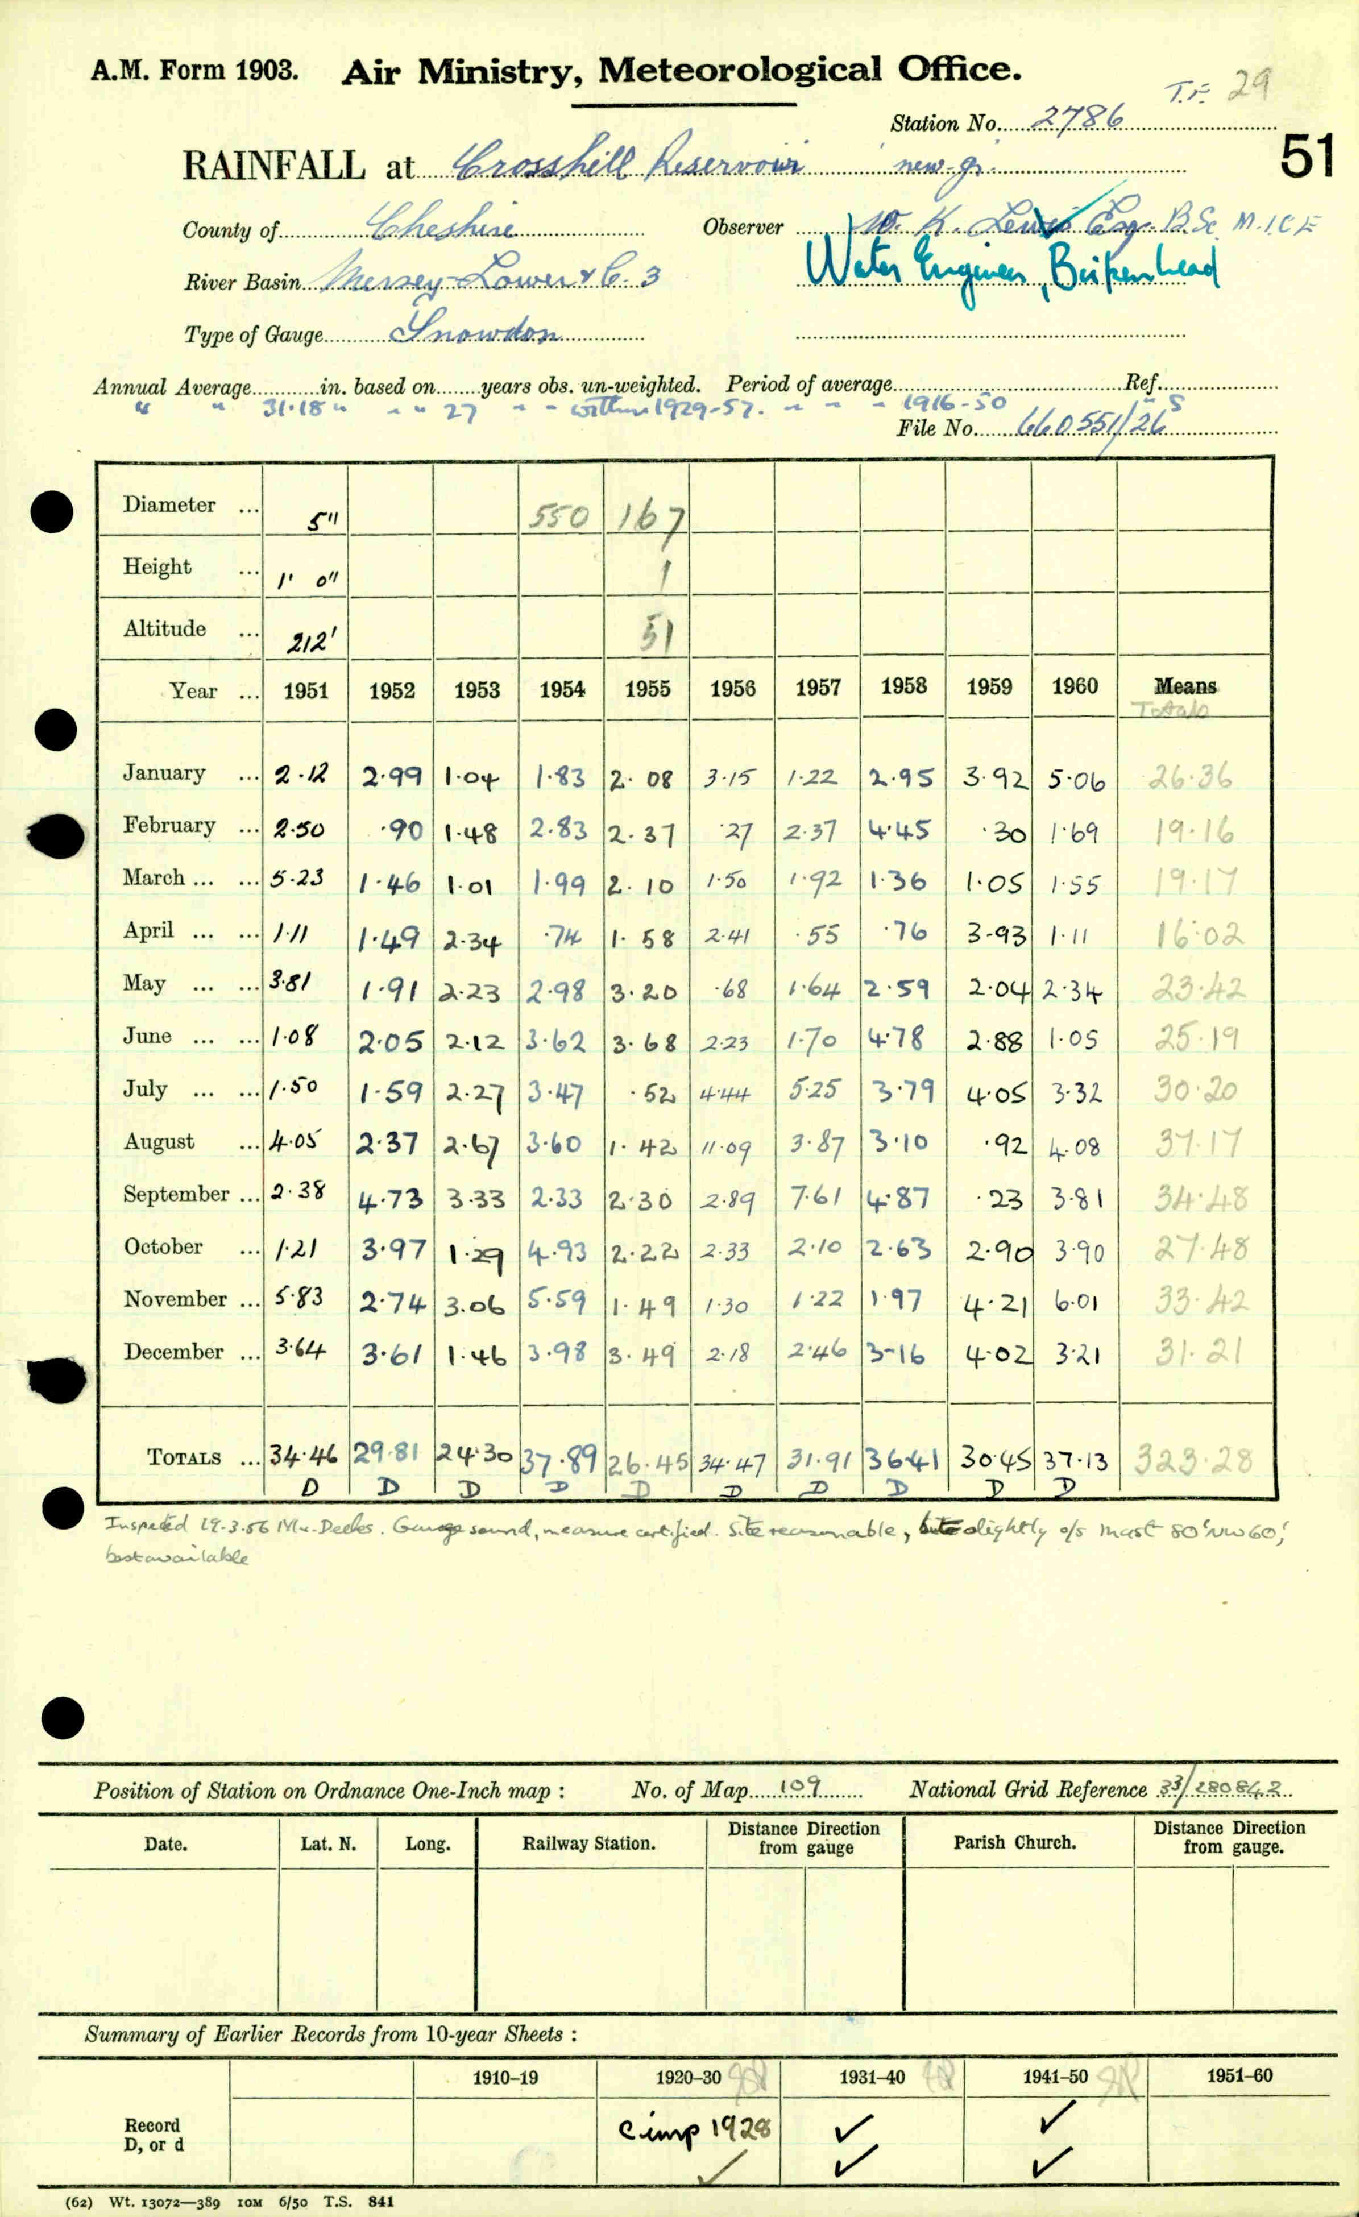 A.M. Form 1903. Air Ministry, Meteorological Office.
T.F. 29
Station No. 2786
51
RAINFALL at Crosshill Reservoir new gr.
County of Cheshire Observer W. K. Lewis Esq. B.Sc. M.I.C.E
River Basin Mersey-Lower & C. 3 Water Engineer, Birkenhead
Type of Gauge Snowdon
Annual Average in. based on years obs. un-weighted. Period of average Ref.
" " 31.18 " " " 27 " " within 1929-57. " " " 1916-50 " S
File No. 660551/26
Diameter ... 5" 550 167
Height ... 1' 0" 1
Altitude ... 212' 51
Year ... 1951 1952 1953 1954 1955 1956 1957 1958 1959 1960 Means
Totals
January ... 2.12 2.99 1.04 1.83 2.08 3.15 1.22 2.95 3.92 5.06 26.36
February ... 2.50 .90 1.48 2.83 2.37 .27 2.37 4.45 .30 1.69 19.16
March ... ... 5.23 1.46 1.01 1.99 2.10 1.50 1.92 1.36 1.05 1.55 19.17
April ... ... 1.11 1.49 2.34 .74 1.58 2.41 .55 .76 3.93 1.11 16.02
May ... ... 3.81 1.91 2.23 2.98 3.20 .68 1.64 2.59 2.04 2.34 23.42
June ... ... 1.08 2.05 2.12 3.62 3.68 2.23 1.70 4.78 2.88 1.05 25.19
July ... ... 1.50 1.59 2.27 3.47 .52 4.44 5.25 3.79 4.05 3.32 30.20
August ... 4.05 2.37 2.67 3.60 1.42 11.09 3.87 3.10 .92 4.08 37.17
September ... 2.38 4.73 3.33 2.33 2.30 2.89 7.61 4.87 .23 3.81 34.48
October ... 1.21 3.97 1.29 4.93 2.22 2.33 2.10 2.63 2.90 3.90 27.48
November ... 5.83 2.74 3.06 5.59 1.49 1.30 1.22 1.97 4.21 6.01 33.42
December ... 3.64 3.61 1.46 3.98 3.49 2.18 2.46 3.16 4.02 3.21 31.21
TOTALS ... 34.46 29.81 24.30 37.89 26.45 34.47 31.91 36.41 30.45 37.13 323.28
D D D D D D D D D D
Inspected 19.3.56 Mr. Deeks. Gauge sound, measure certified. Site reasonable, slightly o/s mast 80' NW 60',
best available
Position of Station on Ordnance One-Inch map : No. of Map 109 National Grid Reference 33/280842
Date. Lat. N. Long. Railway Station. Distance from Direction gauge Parish Church. Distance Direction from gauge.
Summary of Earlier Records from 10-year Sheets :
1910–19 1920–30 1931–40 1941–50 1951–60
Record
D, or d
C imp 1928 ✓ ✓
✓ ✓ ✓
(62) Wt. 13072—389 10M 6/50 T.S. 841